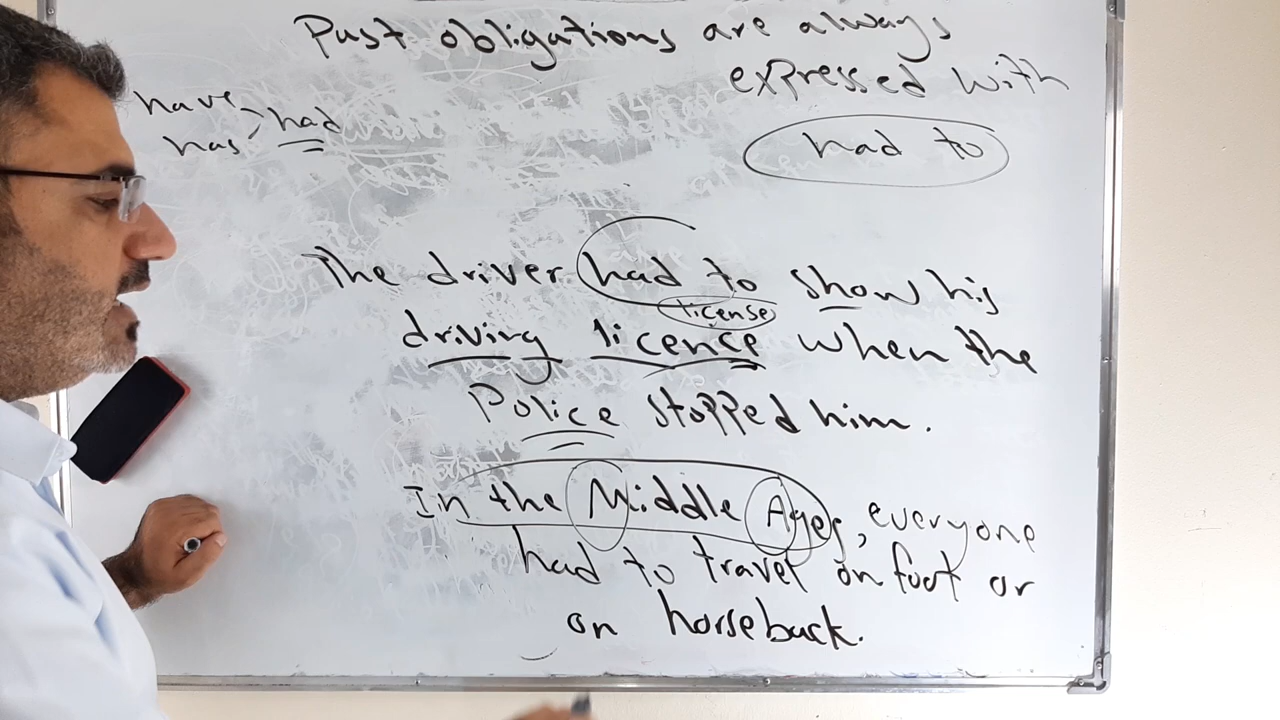 Past obligations are always
expressed with
have
has
had
had to
The driver had to show his
license
driving licence when the
Police stopped him.
In the Middle Ages, everyone
had to travel on foot or
on horseback.